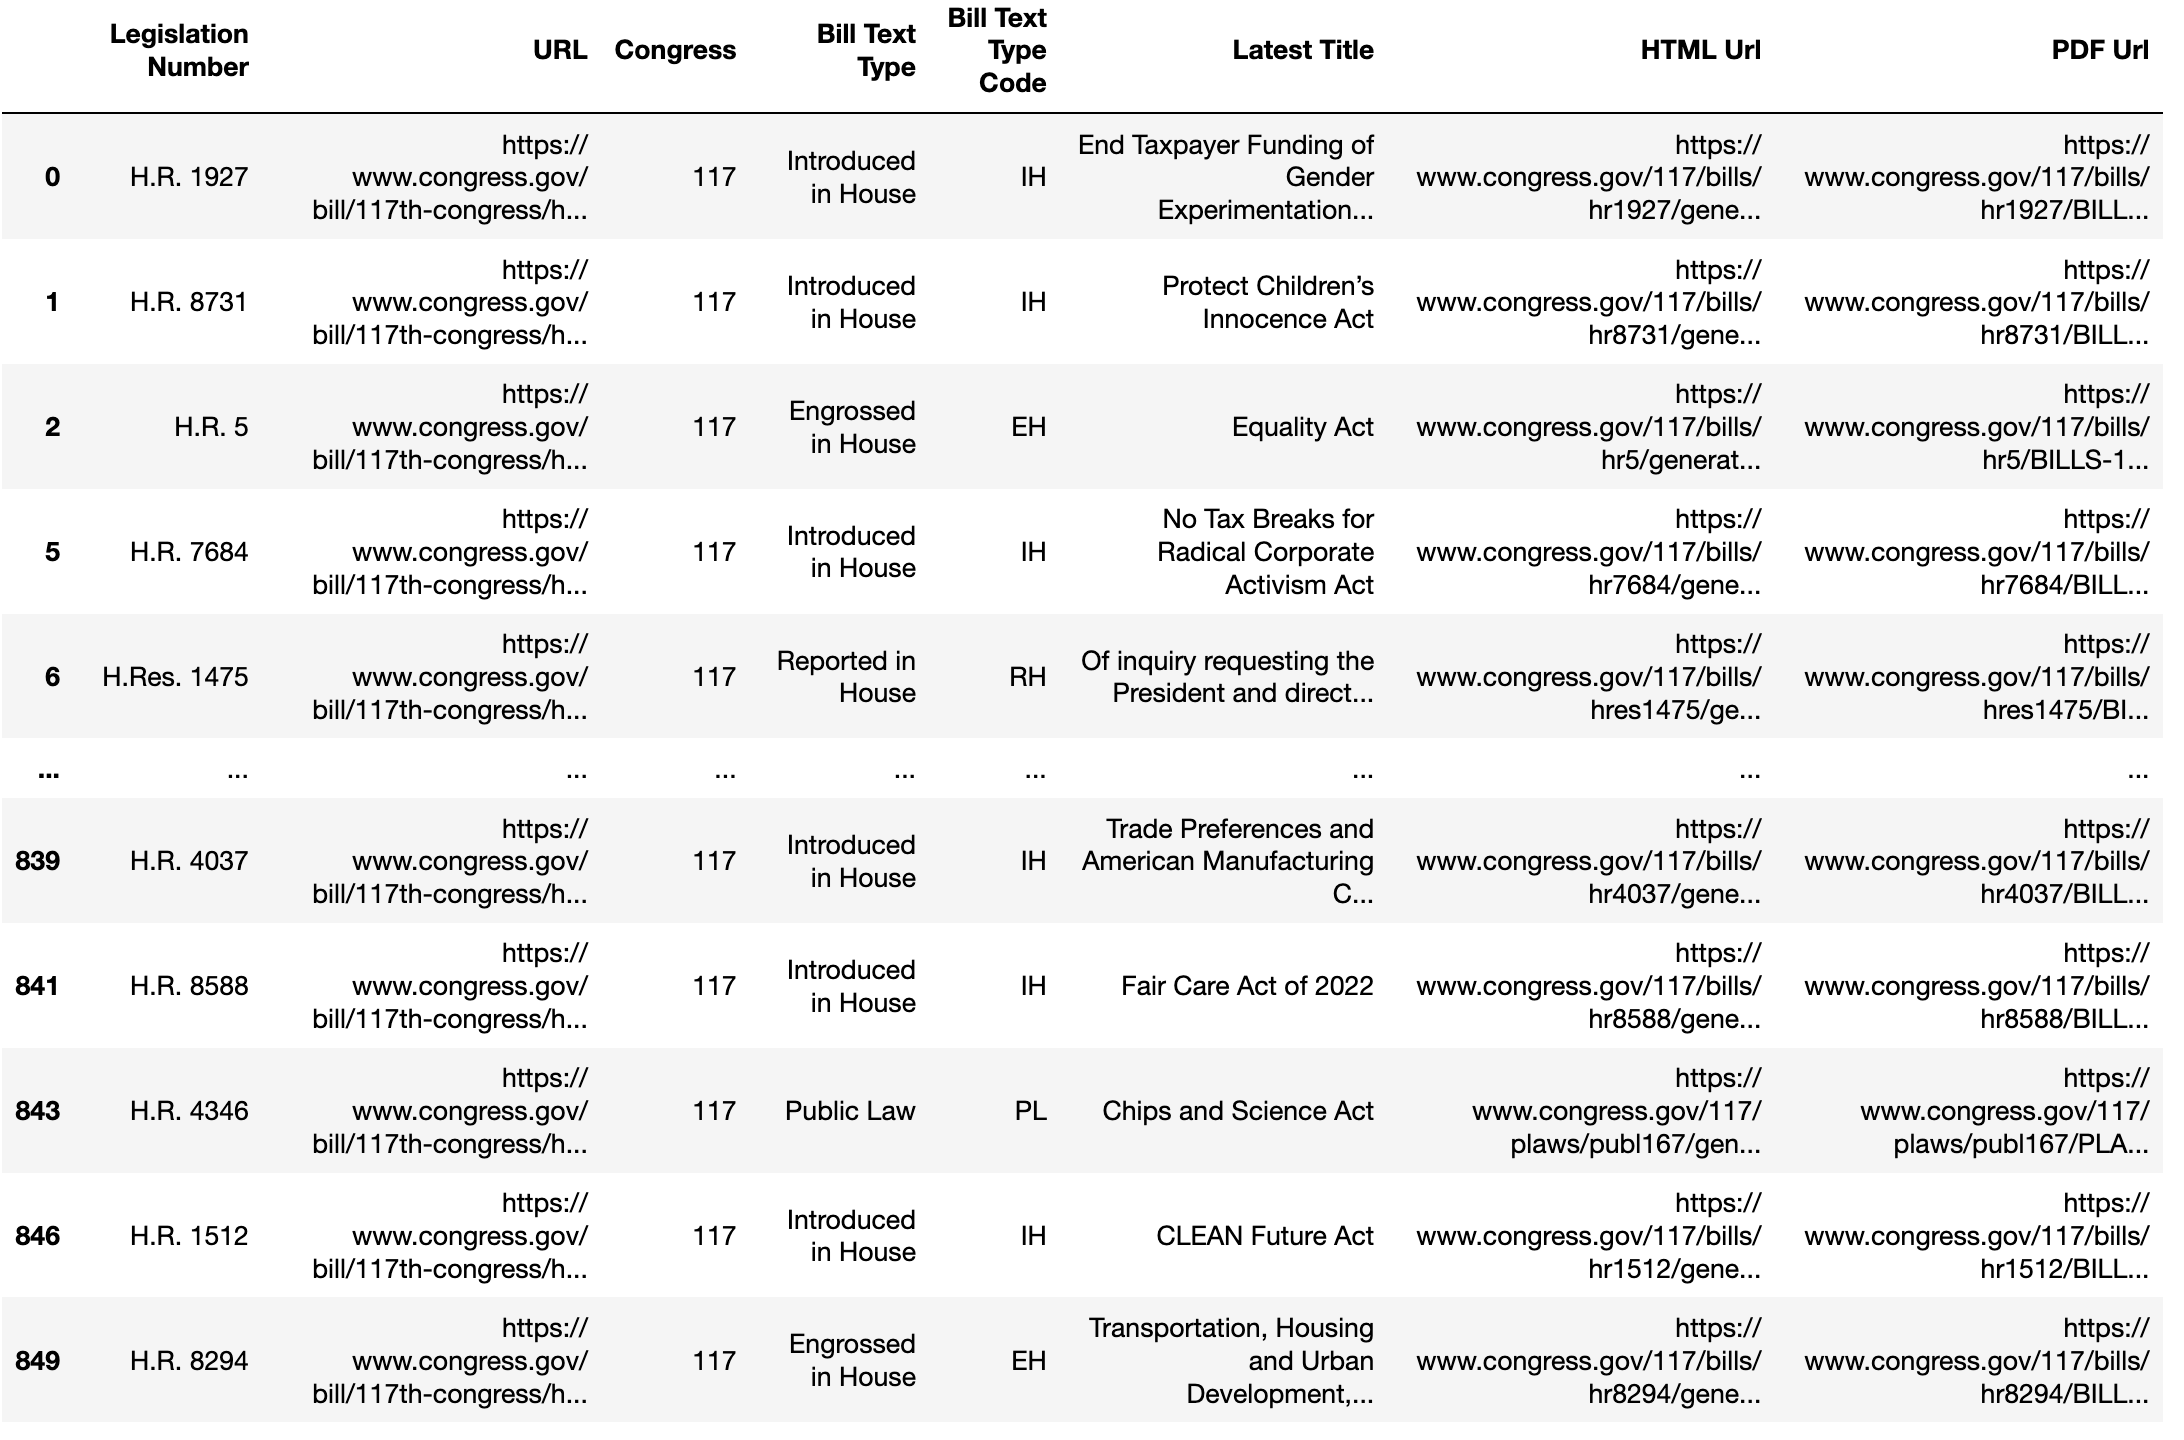 Legislation Number URL Congress Bill Text Type Bill Text Type Code Latest Title HTML Url PDF Url
0 H.R. 1927 https://www.congress.gov/bill/117th-congress/h... 117 Introduced in House IH End Taxpayer Funding of Gender Experimentation... https://www.congress.gov/117/bills/hr1927/gene... https://www.congress.gov/117/bills/hr1927/BILL...
1 H.R. 8731 https://www.congress.gov/bill/117th-congress/h... 117 Introduced in House IH Protect Children’s Innocence Act https://www.congress.gov/117/bills/hr8731/gene... https://www.congress.gov/117/bills/hr8731/BILL...
2 H.R. 5 https://www.congress.gov/bill/117th-congress/h... 117 Engrossed in House EH Equality Act https://www.congress.gov/117/bills/hr5/generat... https://www.congress.gov/117/bills/hr5/BILLS-1...
5 H.R. 7684 https://www.congress.gov/bill/117th-congress/h... 117 Introduced in House IH No Tax Breaks for Radical Corporate Activism Act https://www.congress.gov/117/bills/hr7684/gene... https://www.congress.gov/117/bills/hr7684/BILL...
6 H.Res. 1475 https://www.congress.gov/bill/117th-congress/h... 117 Reported in House RH Of inquiry requesting the President and direct... https://www.congress.gov/117/bills/hres1475/ge... https://www.congress.gov/117/bills/hres1475/BI...
... ... ... ... ... ... ... ... ...
839 H.R. 4037 https://www.congress.gov/bill/117th-congress/h... 117 Introduced in House IH Trade Preferences and American Manufacturing C... https://www.congress.gov/117/bills/hr4037/gene... https://www.congress.gov/117/bills/hr4037/BILL...
841 H.R. 8588 https://www.congress.gov/bill/117th-congress/h... 117 Introduced in House IH Fair Care Act of 2022 https://www.congress.gov/117/bills/hr8588/gene... https://www.congress.gov/117/bills/hr8588/BILL...
843 H.R. 4346 https://www.congress.gov/bill/117th-congress/h... 117 Public Law PL Chips and Science Act https://www.congress.gov/117/plaws/publ167/gen... https://www.congress.gov/117/plaws/publ167/PLA...
846 H.R. 1512 https://www.congress.gov/bill/117th-congress/h... 117 Introduced in House IH CLEAN Future Act https://www.congress.gov/117/bills/hr1512/gene... https://www.congress.gov/117/bills/hr1512/BILL...
849 H.R. 8294 https://www.congress.gov/bill/117th-congress/h... 117 Engrossed in House EH Transportation, Housing and Urban Development,... https://www.congress.gov/117/bills/hr8294/gene... https://www.congress.gov/117/bills/hr8294/BILL...